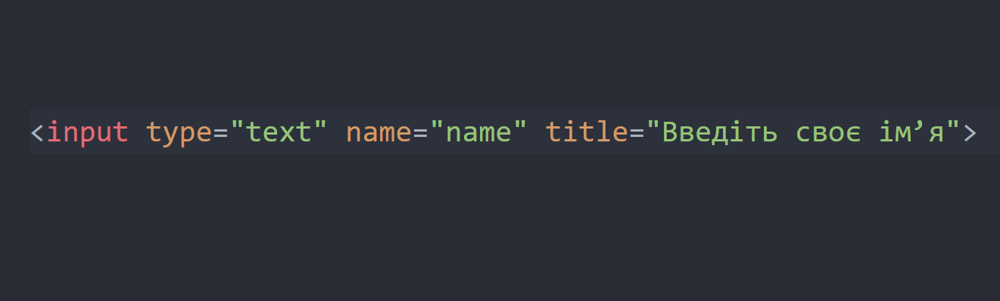 <input type="text" name="name" title="Введіть своє ім’я">